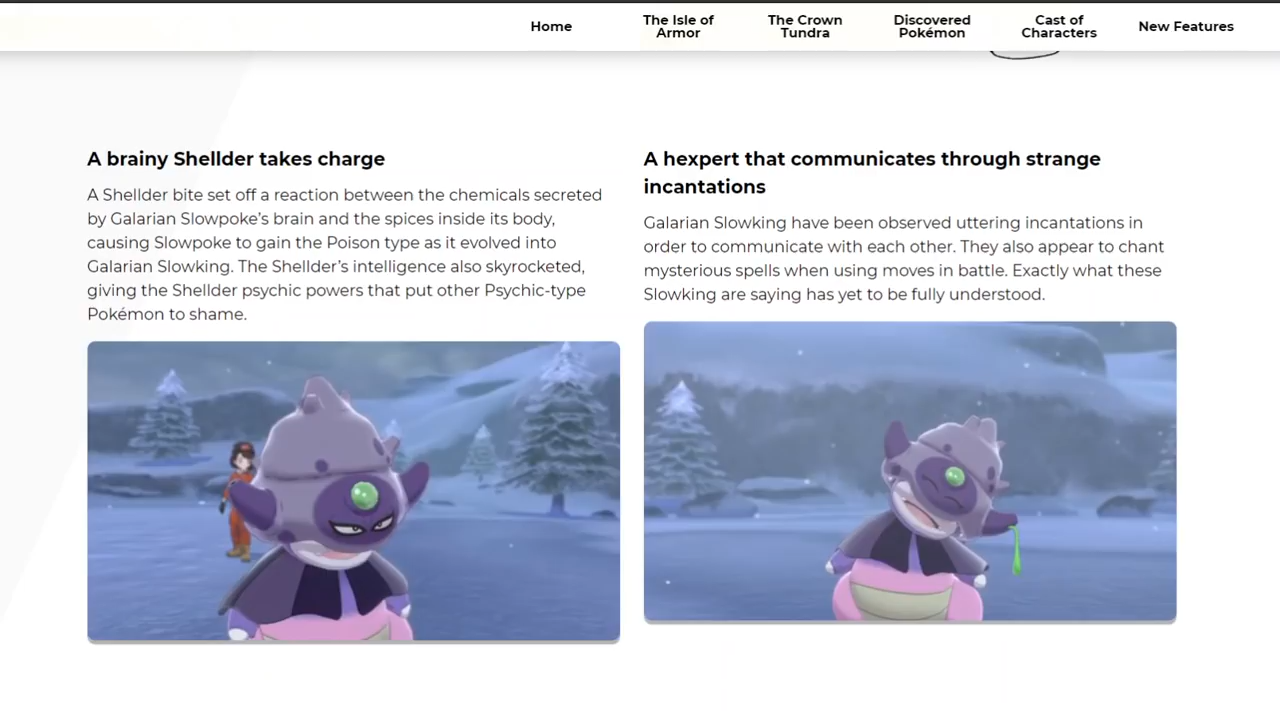 Home
The Isle of
Armor
The Crown
Tundra
Discovered
Pokémon
Cast of
Characters
New Features
A brainy Shellder takes charge
A Shellder bite set off a reaction between the chemicals secreted
by Galarian Slowpoke’s brain and the spices inside its body,
causing Slowpoke to gain the Poison type as it evolved into
Galarian Slowking. The Shellder’s intelligence also skyrocketed,
giving the Shellder psychic powers that put other Psychic-type
Pokémon to shame.
A hexpert that communicates through strange
incantations
Galarian Slowking have been observed uttering incantations in
order to communicate with each other. They also appear to chant
mysterious spells when using moves in battle. Exactly what these
Slowking are saying has yet to be fully understood.